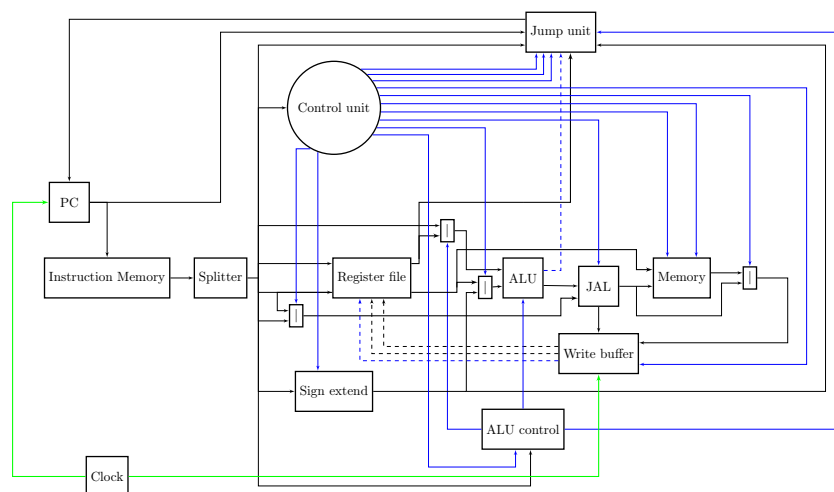 Jump unit
Control unit
PC
|
Instruction Memory
Splitter
Register file
|
ALU
JAL
Memory
|
|
Write buffer
Sign extend
ALU control
Clock